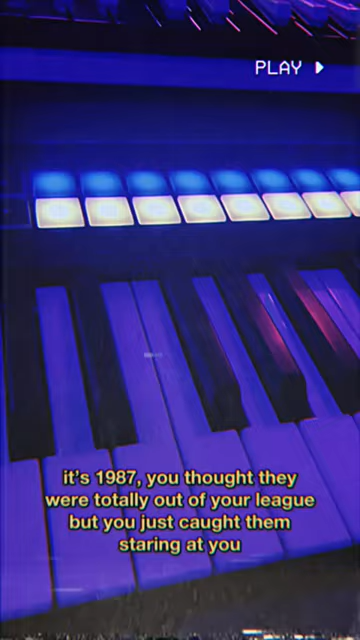 PLAY
it's 1987, you thought they
were totally out of your league
but you just caught them
staring at you